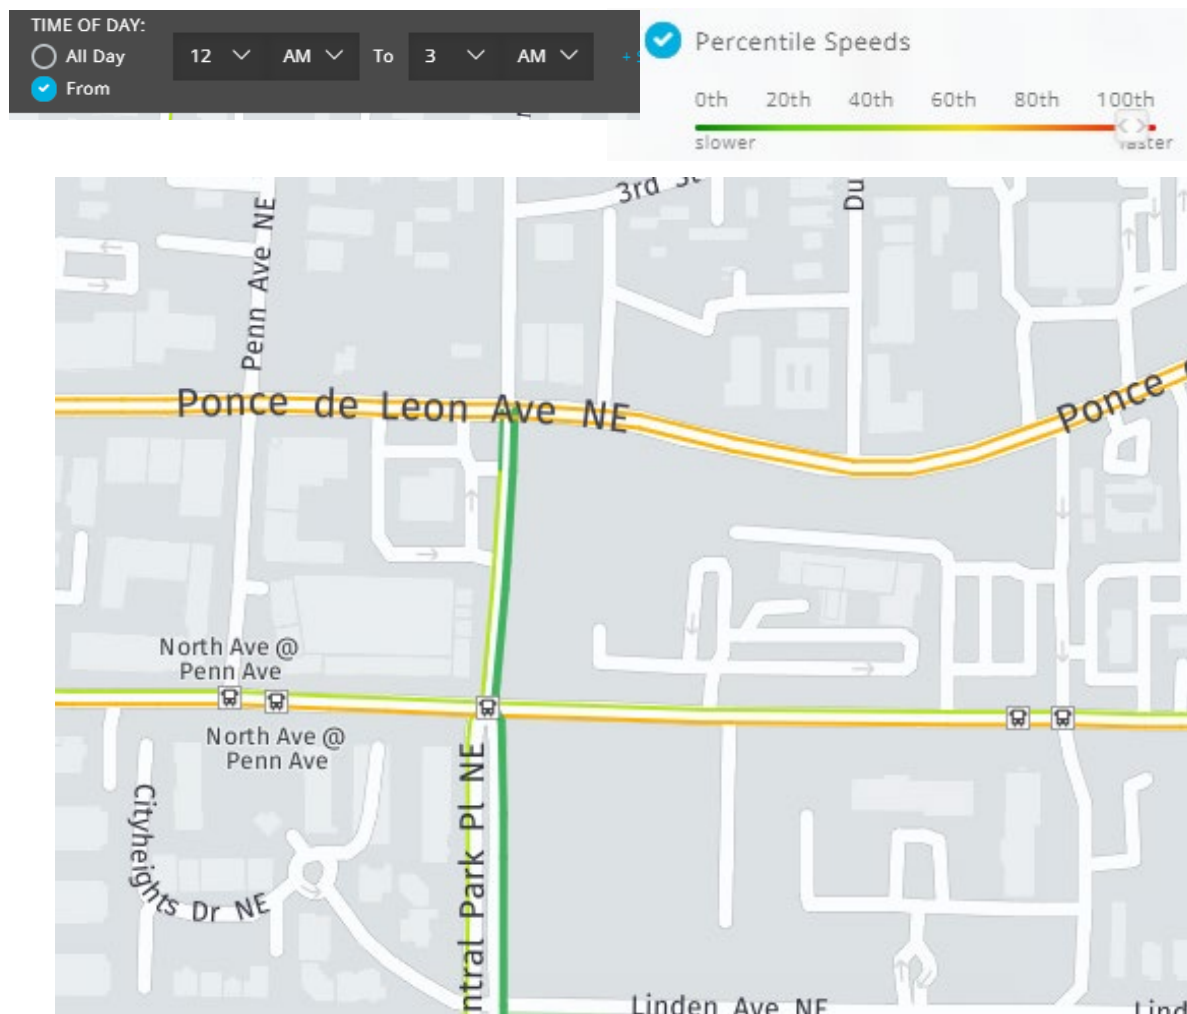 TIME OF DAY:
All Day
From
12 AM To 3 AM
Percentile Speeds
0th 20th 40th 60th 80th 100th
slower faster
3rd
Penn Ave NE
Ponce de Leon Ave NE
Ponce
North Ave @
Penn Ave
North Ave @
Penn Ave
Cityheights Dr NE
ntral Park Pl NE
Linden Ave NE